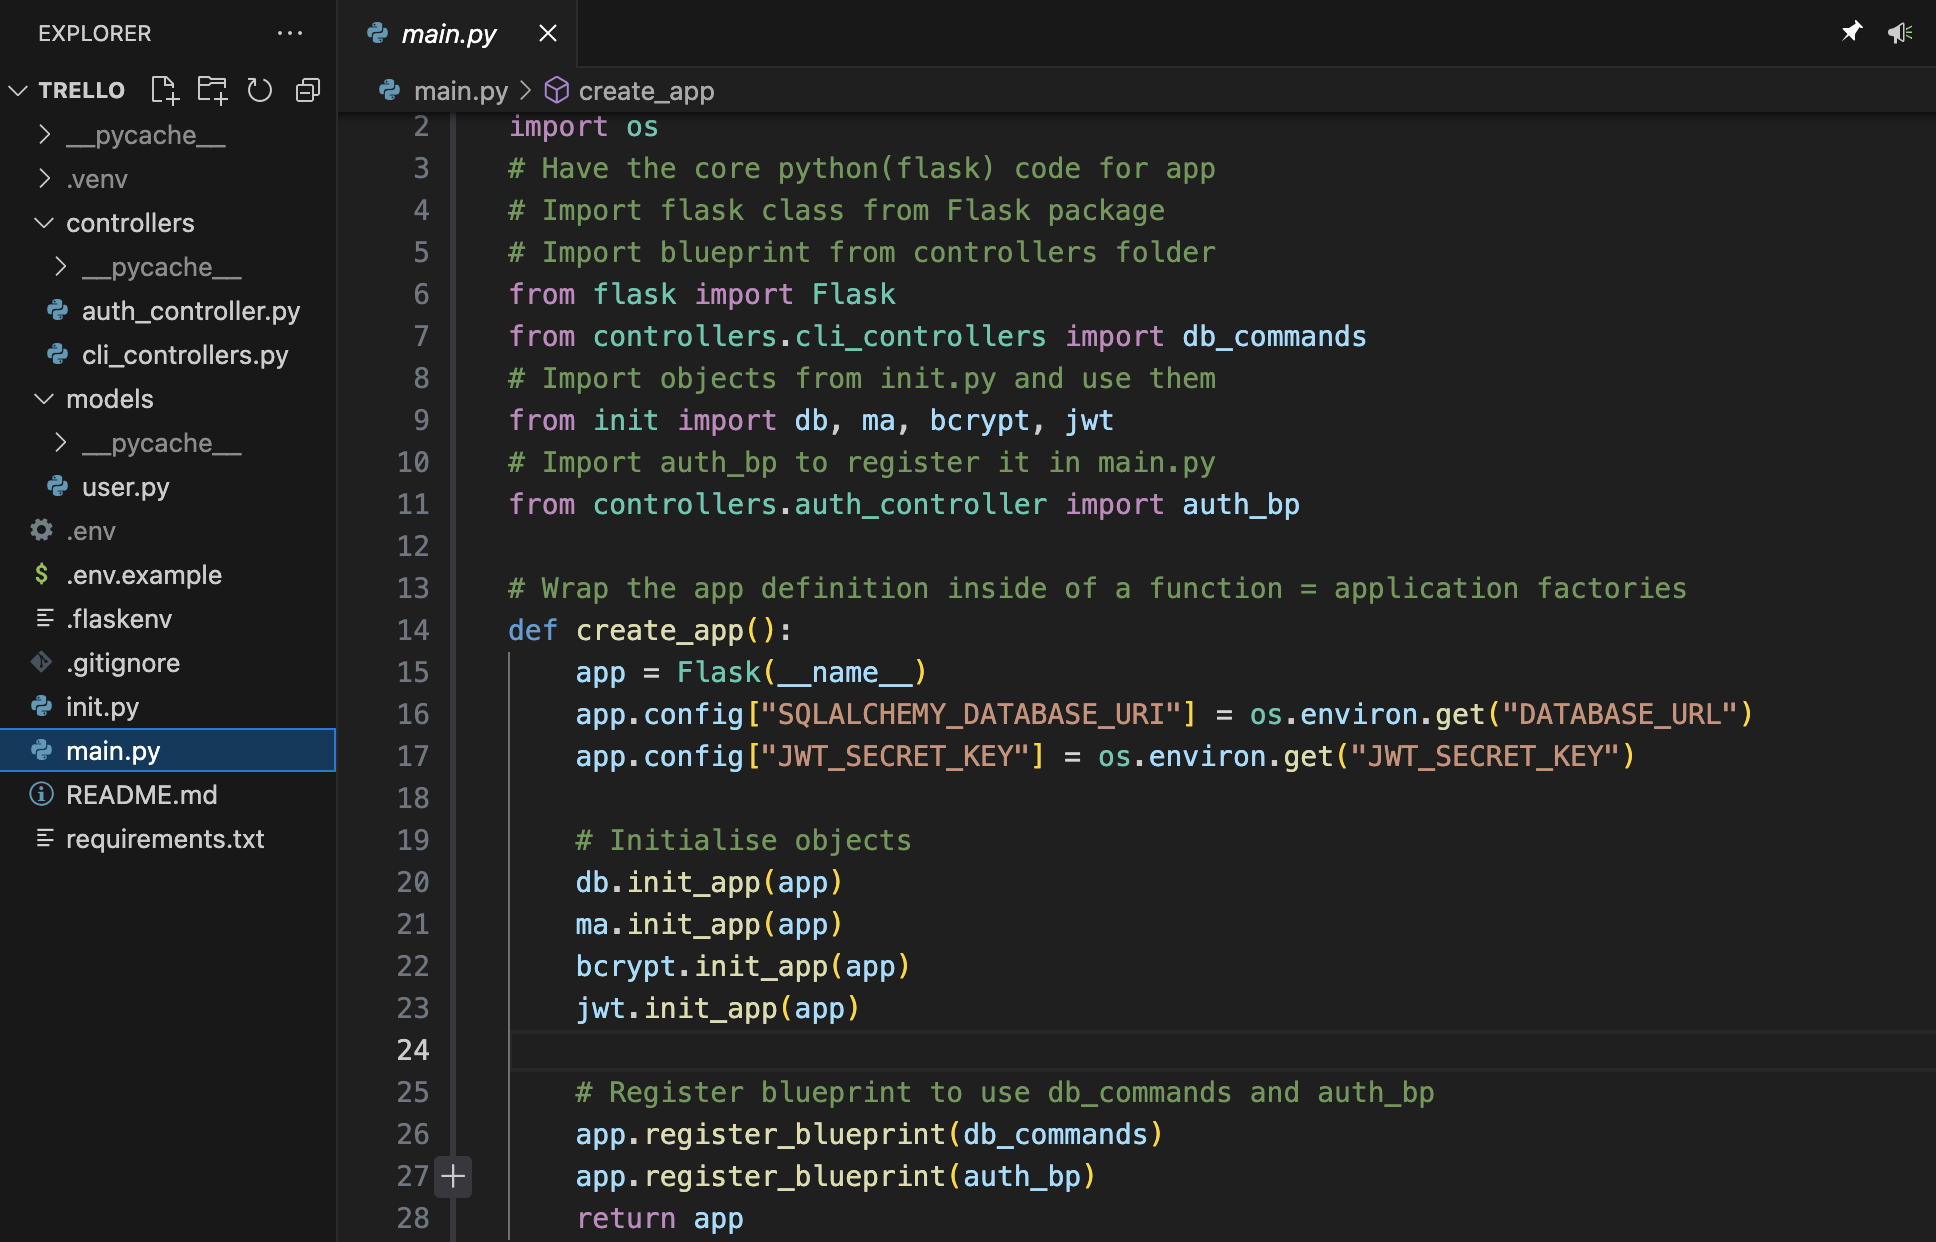 EXPLORER
TRELLO
__pycache__
.venv
controllers
__pycache__
auth_controller.py
cli_controllers.py
models
__pycache__
user.py
.env
.env.example
.flaskenv
.gitignore
init.py
main.py
README.md
requirements.txt
main.py
main.py > create_app
2 import os
3 # Have the core python(flask) code for app
4 # Import flask class from Flask package
5 # Import blueprint from controllers folder
6 from flask import Flask
7 from controllers.cli_controllers import db_commands
8 # Import objects from init.py and use them
9 from init import db, ma, bcrypt, jwt
10 # Import auth_bp to register it in main.py
11 from controllers.auth_controller import auth_bp
12
13 # Wrap the app definition inside of a function = application factories
14 def create_app():
15     app = Flask(__name__)
16     app.config["SQLALCHEMY_DATABASE_URI"] = os.environ.get("DATABASE_URL")
17     app.config["JWT_SECRET_KEY"] = os.environ.get("JWT_SECRET_KEY")
18
19     # Initialise objects
20     db.init_app(app)
21     ma.init_app(app)
22     bcrypt.init_app(app)
23     jwt.init_app(app)
24
25     # Register blueprint to use db_commands and auth_bp
26     app.register_blueprint(db_commands)
27     app.register_blueprint(auth_bp)
28     return app